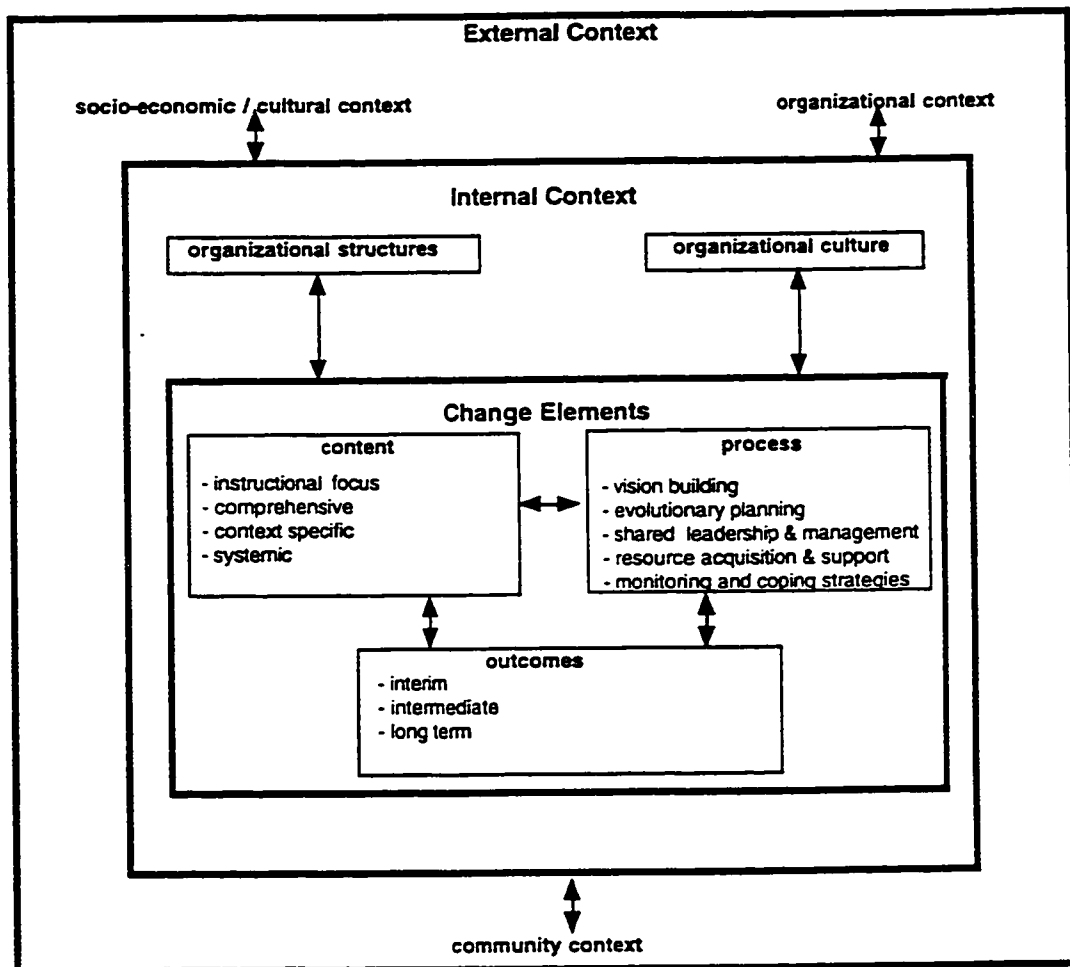 External Context
socio-economic / cultural context
organizational context
Internal Context
organizational structures
organizational culture
Change Elements
content
- instructional focus
- comprehensive
- context specific
- systemic
process
- vision building
- evolutionary planning
- shared leadership & management
- resource acquisition & support
- monitoring and coping strategies
outcomes
- interim
- intermediate
- long term
community context